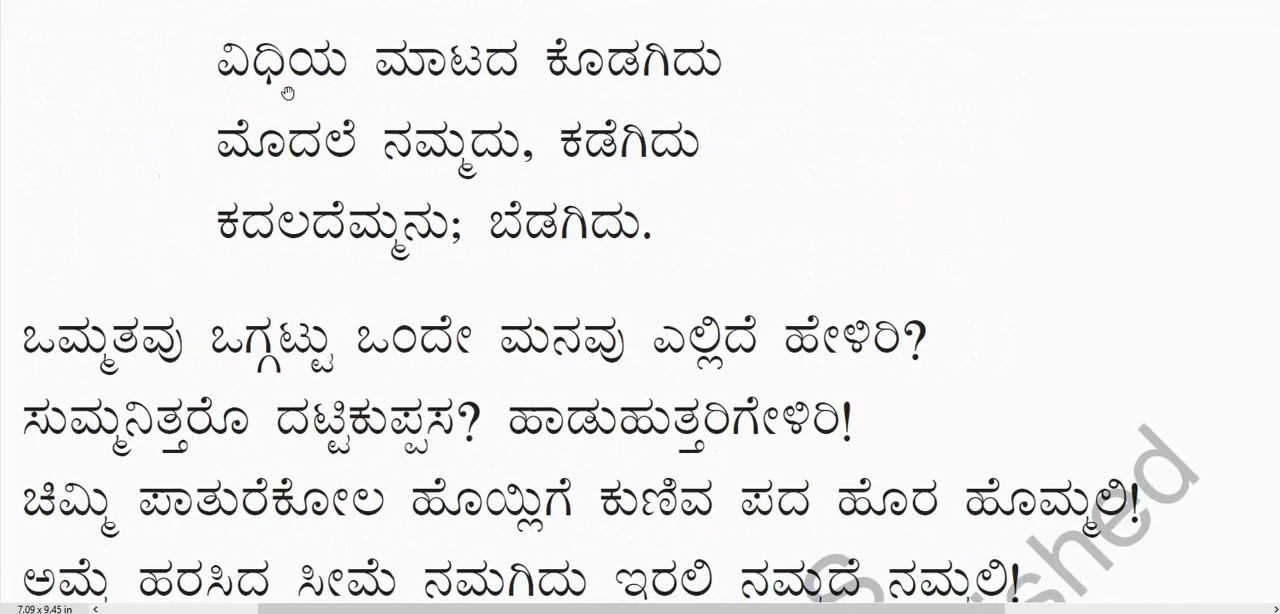 ವಿಧಿಯ ಮಾಟದ ಕೊಡಗಿದು
ಮೊದಲೆ ನಮ್ಮದು, ಕಡೆಗಿದು
ಕದಲದೆಮ್ಮನು; ಬೆಡಗಿದು.
ಒಮ್ಮತವು ಒಗ್ಗಟ್ಟು ಒಂದೇ ಮನವು ಎಲ್ಲಿದೆ ಹೇಳಿರಿ?
ಸುಮ್ಮನಿತ್ತರೊ ದಟ್ಟಿಕುಪ್ಪಸ? ಹಾಡುಹುತ್ತರಿಗೇಳಿರಿ!
ಚಿಮ್ಮಿ ಪಾತುರೆಕೋಲ ಹೊಯ್ಲಿಗೆ ಕುಣಿವ ಪದ ಹೊರ ಹೊಮ್ಮಲಿ!
ಅಮ್ಮೆ ಹರಸಿದ ಸೀಮೆ ನಮಗಿದು ಇರಲಿ ನಮ್ಮದೆ ನಮ್ಮಲಿ!
7.09 x 9.45 in